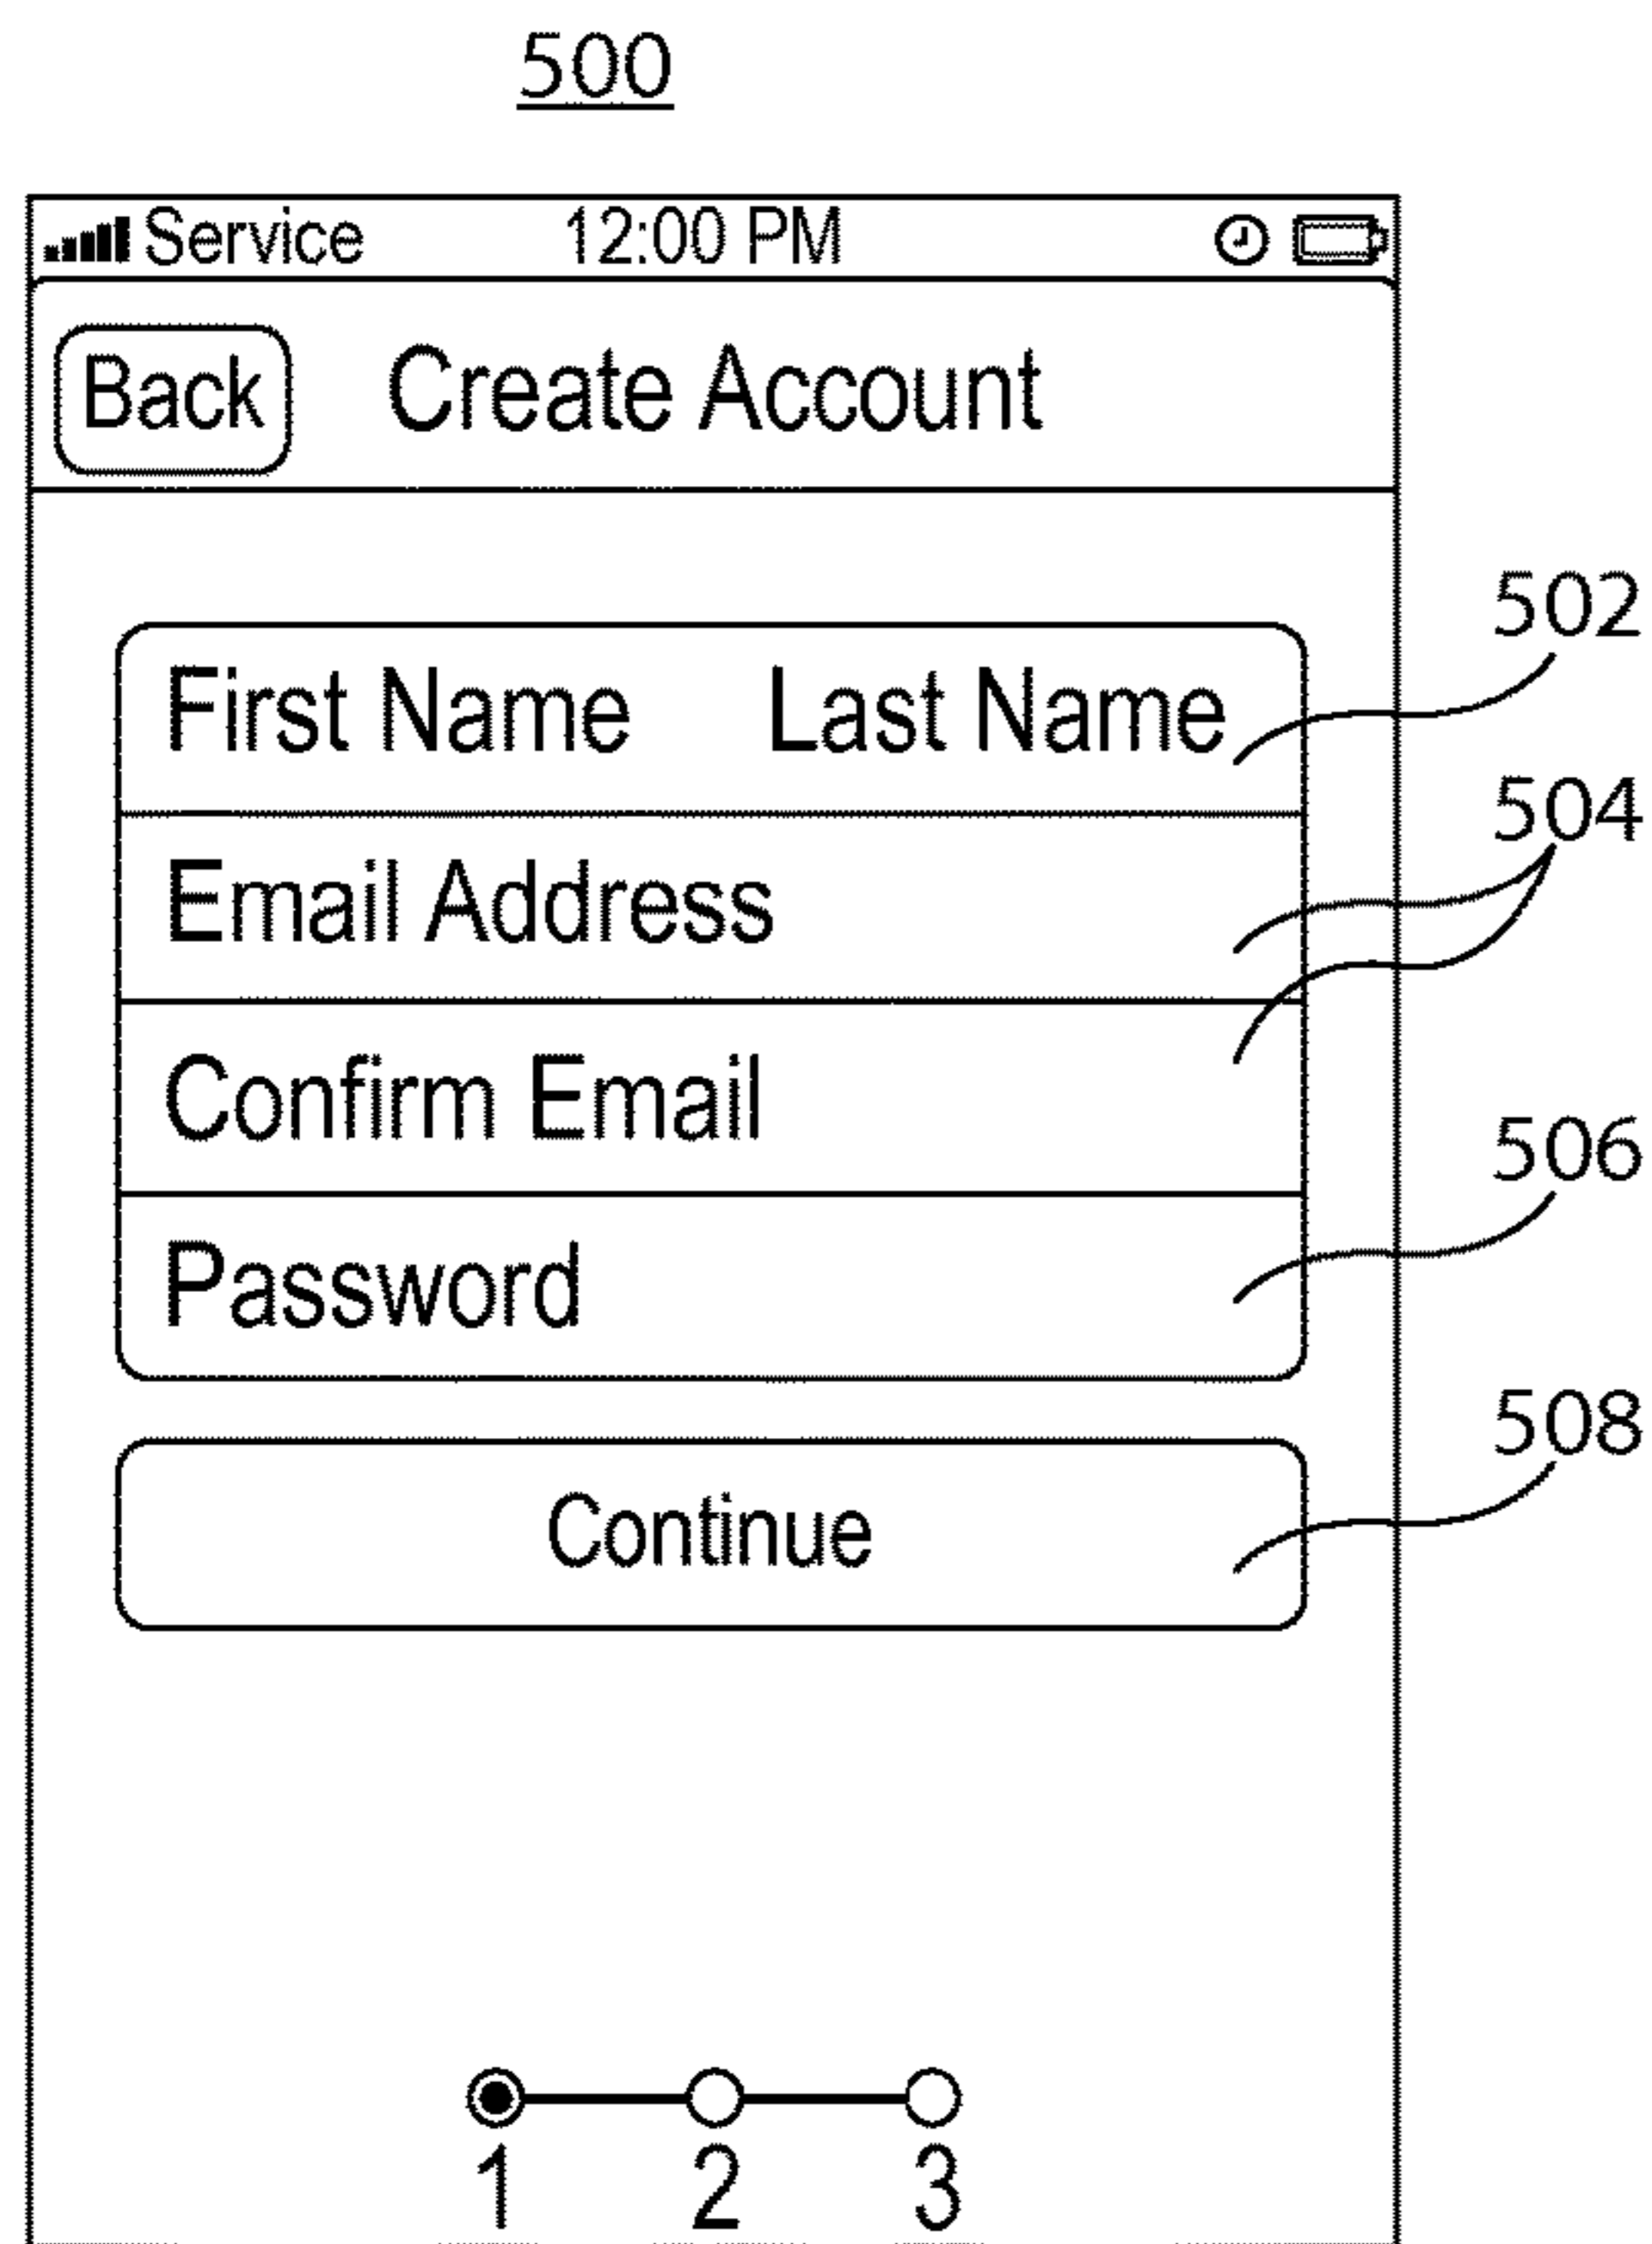 500
Service 12:00 PM
Back Create Account
First Name Last Name 502
504
Email Address
Confirm Email
506
Password
508
Continue
1 2 3